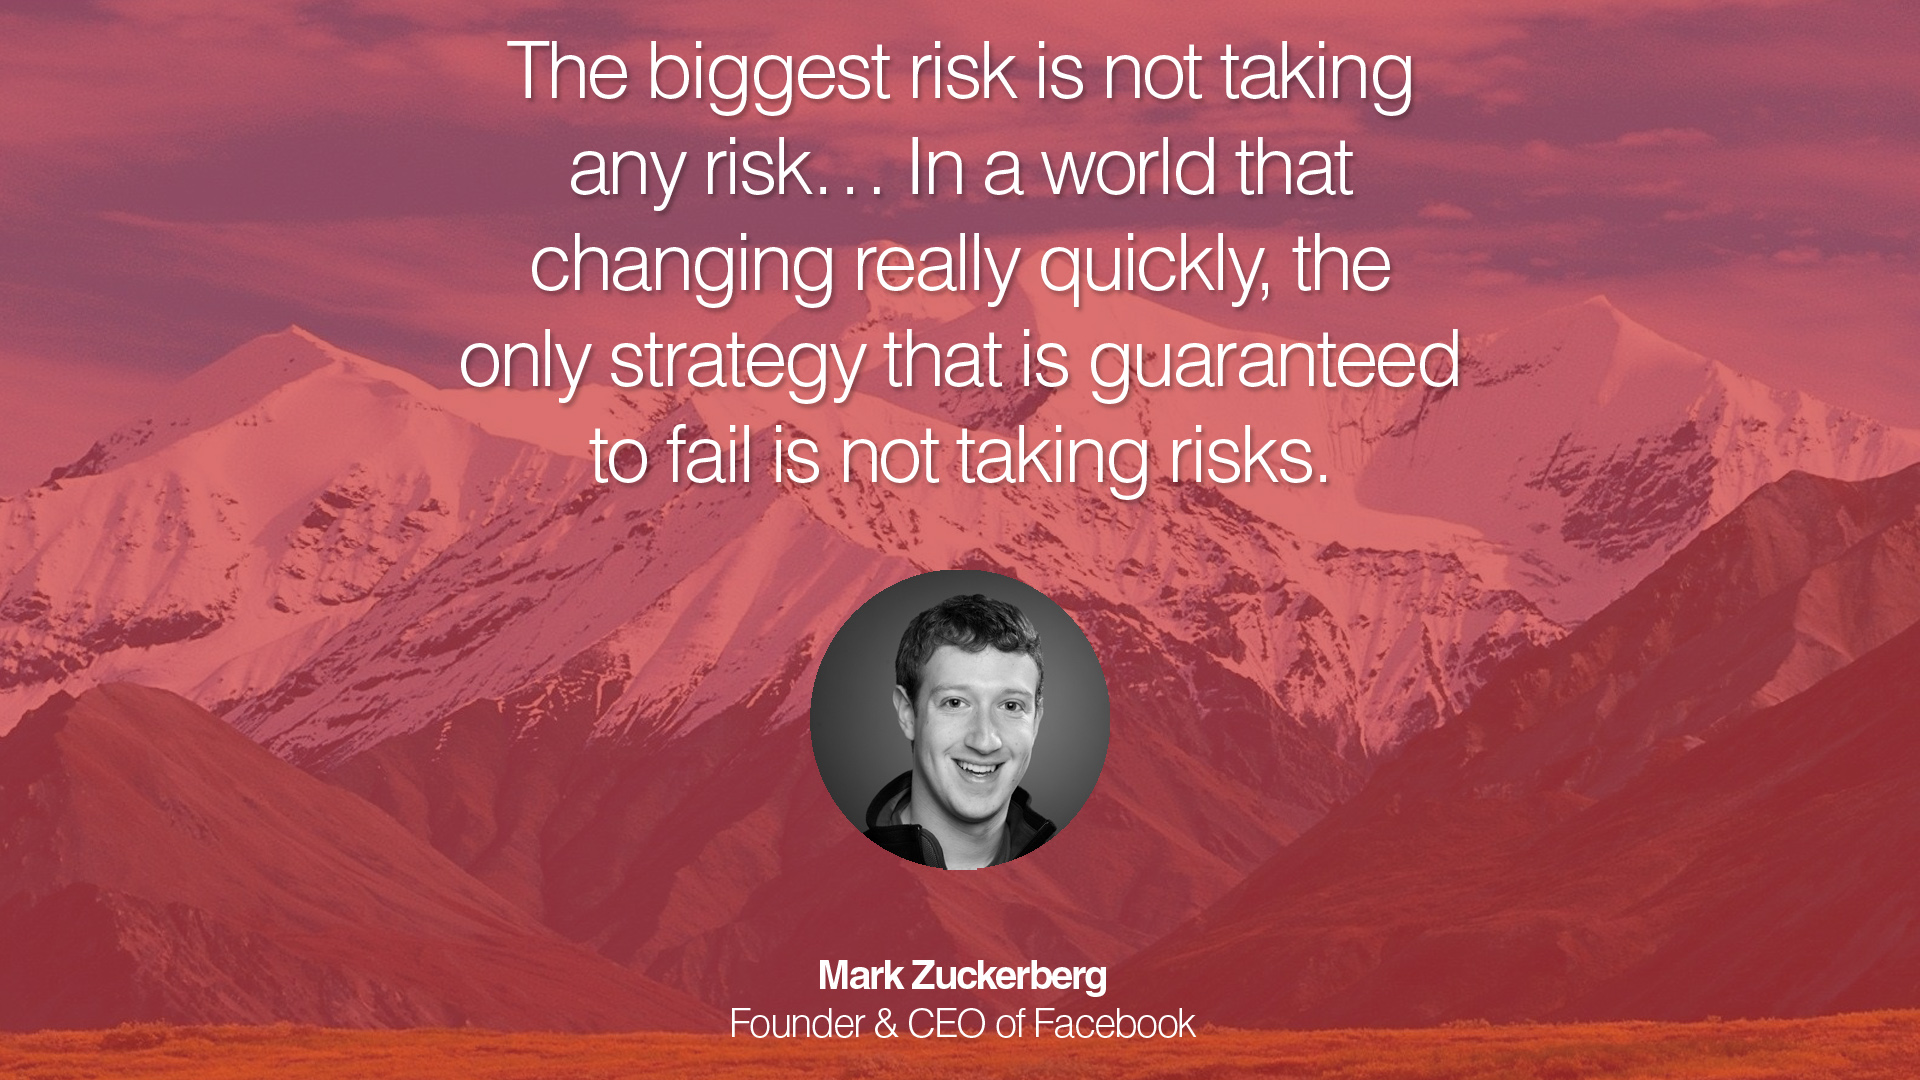 The biggest risk is not taking
any risk… In a world that
changing really quickly, the
only strategy that is guaranteed
to fail is not taking risks.
Mark Zuckerberg
Founder & CEO of Facebook